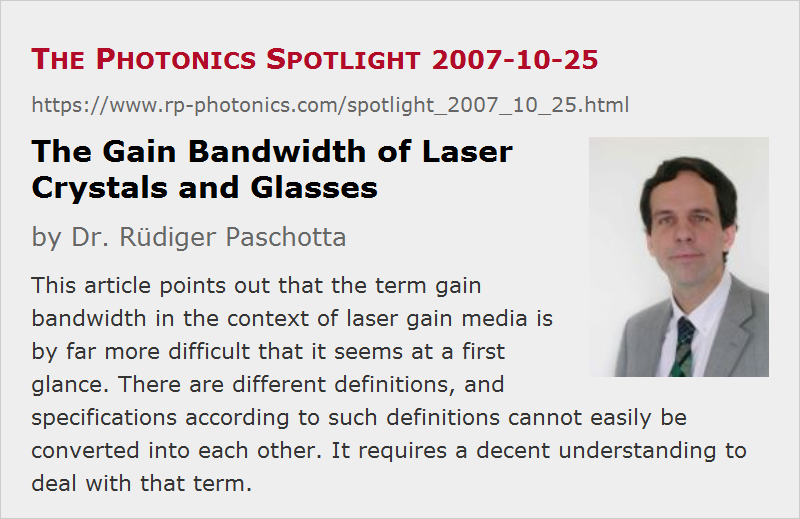 The Photonics Spotlight 2007-10-25
https://www.rp-photonics.com/spotlight_2007_10_25.html
The Gain Bandwidth of Laser
Crystals and Glasses
by Dr. Rüdiger Paschotta
This article points out that the term gain
bandwidth in the context of laser gain media is
by far more difficult that it seems at a first
glance. There are different definitions, and
specifications according to such definitions cannot easily be
converted into each other. It requires a decent understanding to
deal with that term.